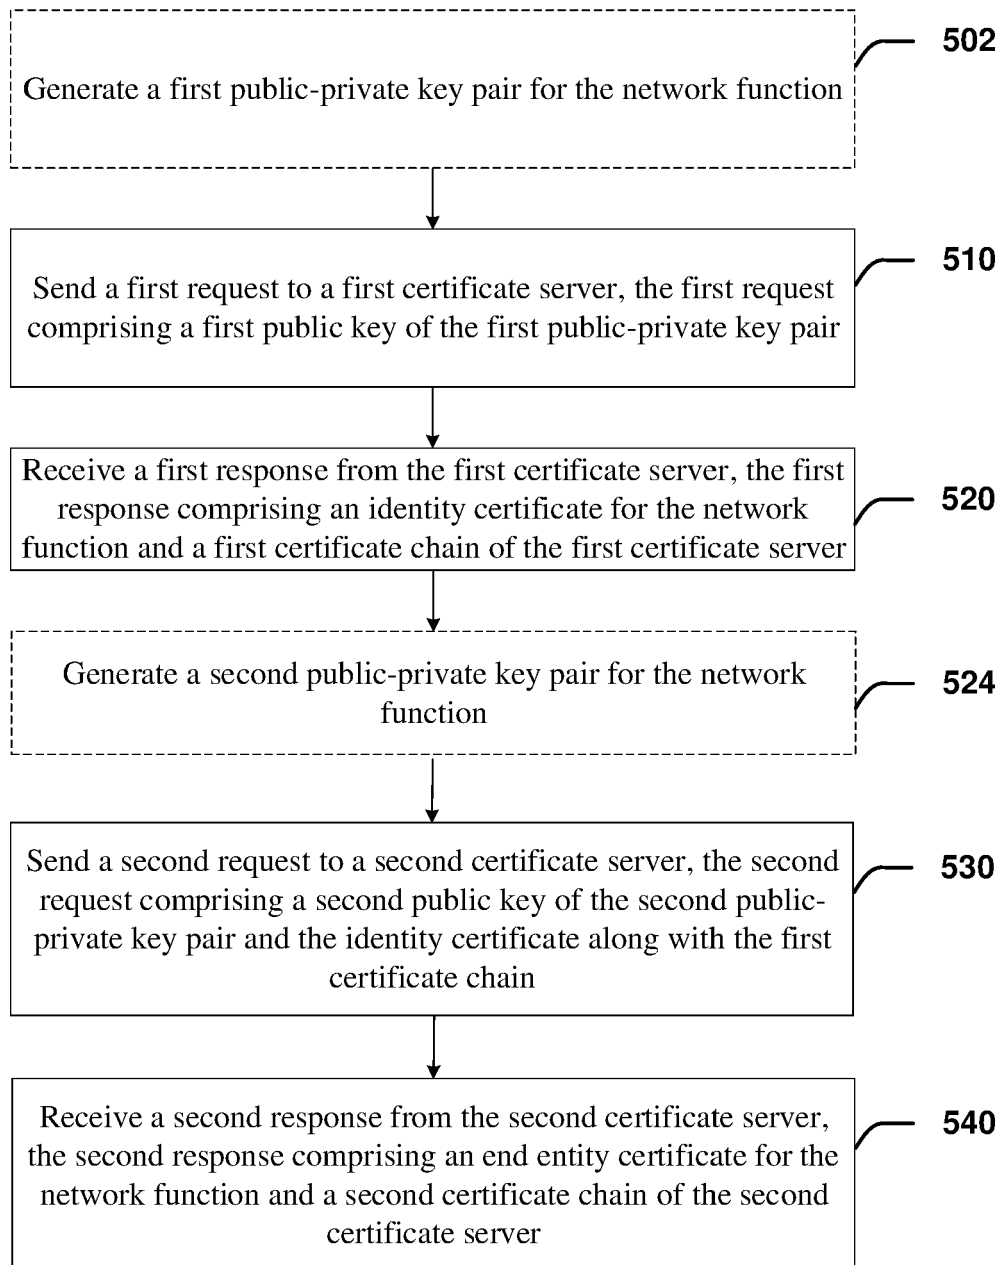 Generate a first public-private key pair for the network function
502
Send a first request to a first certificate server, the first request
comprising a first public key of the first public-private key pair
510
Receive a first response from the first certificate server, the first
response comprising an identity certificate for the network
function and a first certificate chain of the first certificate server
520
Generate a second public-private key pair for the network
function
524
Send a second request to a second certificate server, the second
request comprising a second public key of the second public-
private key pair and the identity certificate along with the first
certificate chain
530
Receive a second response from the second certificate server,
the second response comprising an end entity certificate for the
network function and a second certificate chain of the second
certificate server
540